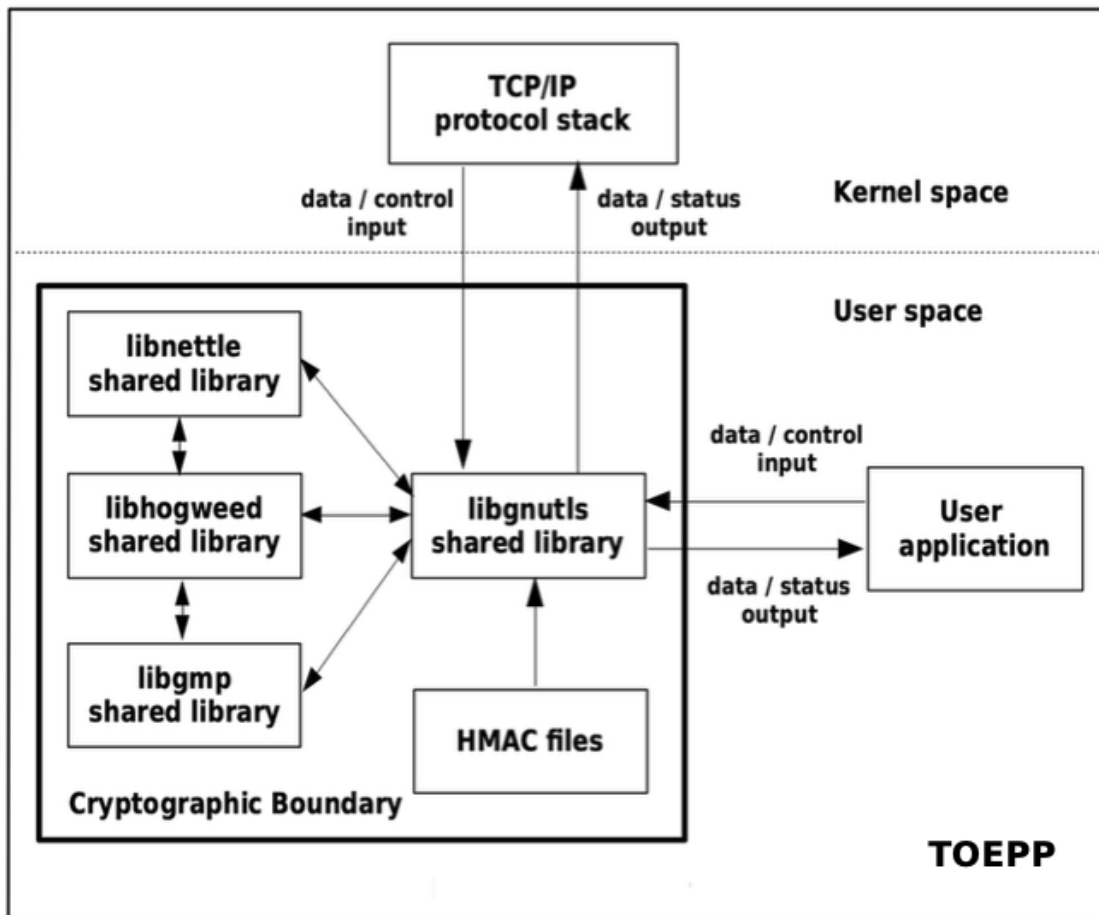 TCP/IP
protocol stack
data / control
input
data / status
output
Kernel space
User space
libnettle
shared library
data / control
input
libhogweed
shared library
libgnutls
shared library
User
application
data / status
output
libgmp
shared library
HMAC files
Cryptographic Boundary
TOEPP